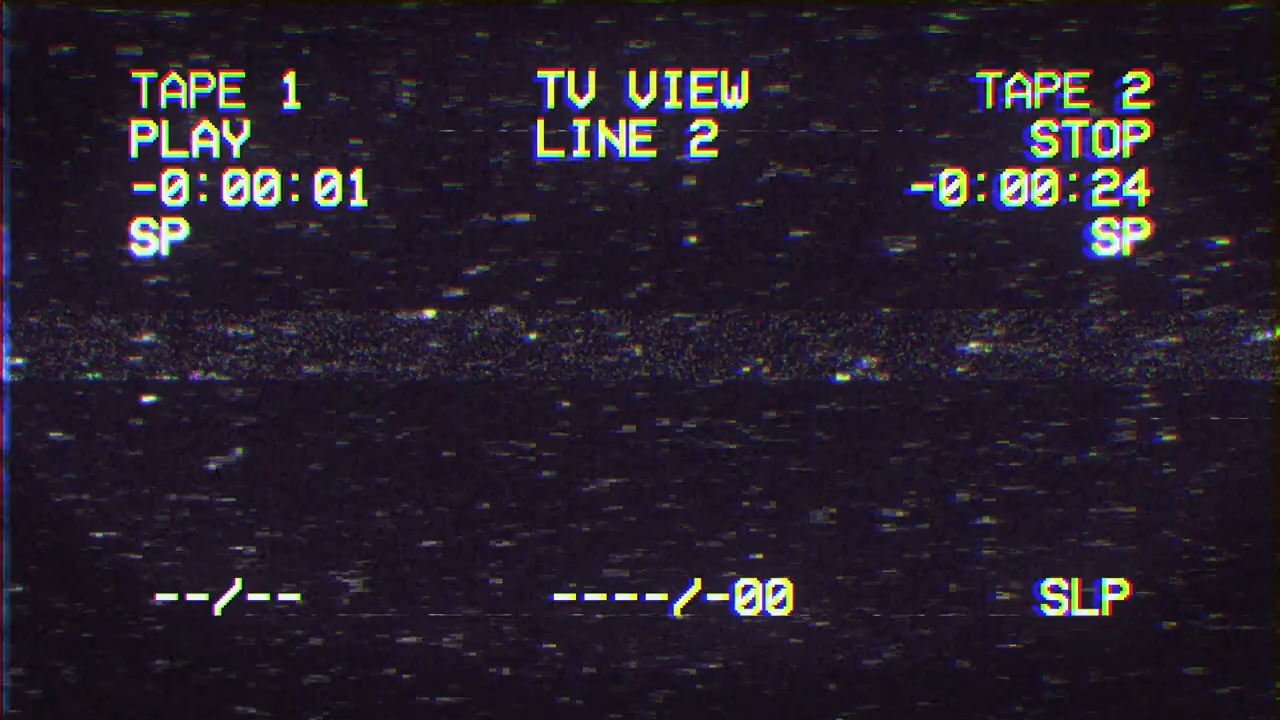 TAPE 1
PLAY
-0:00:01
SP
TV VIEW
LINE 2
TAPE 2
STOP
-0:00:24
SP
--/--
----/-00
SLP